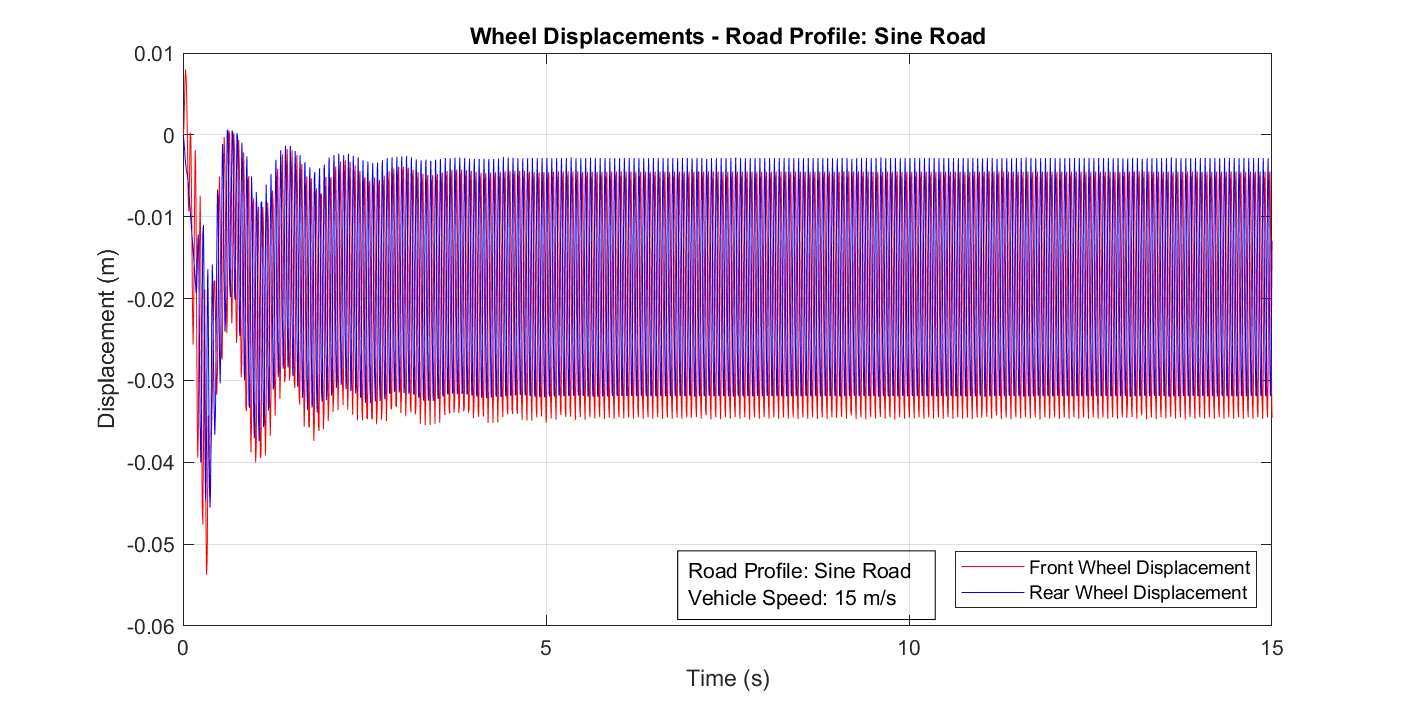 Wheel Displacements - Road Profile: Sine Road
0.01
0
-0.01
-0.02
-0.03
-0.04
-0.05
-0.06
Displacement (m)
Road Profile: Sine Road
Vehicle Speed: 15 m/s
Front Wheel Displacement
Rear Wheel Displacement
0 5 10 15
Time (s)